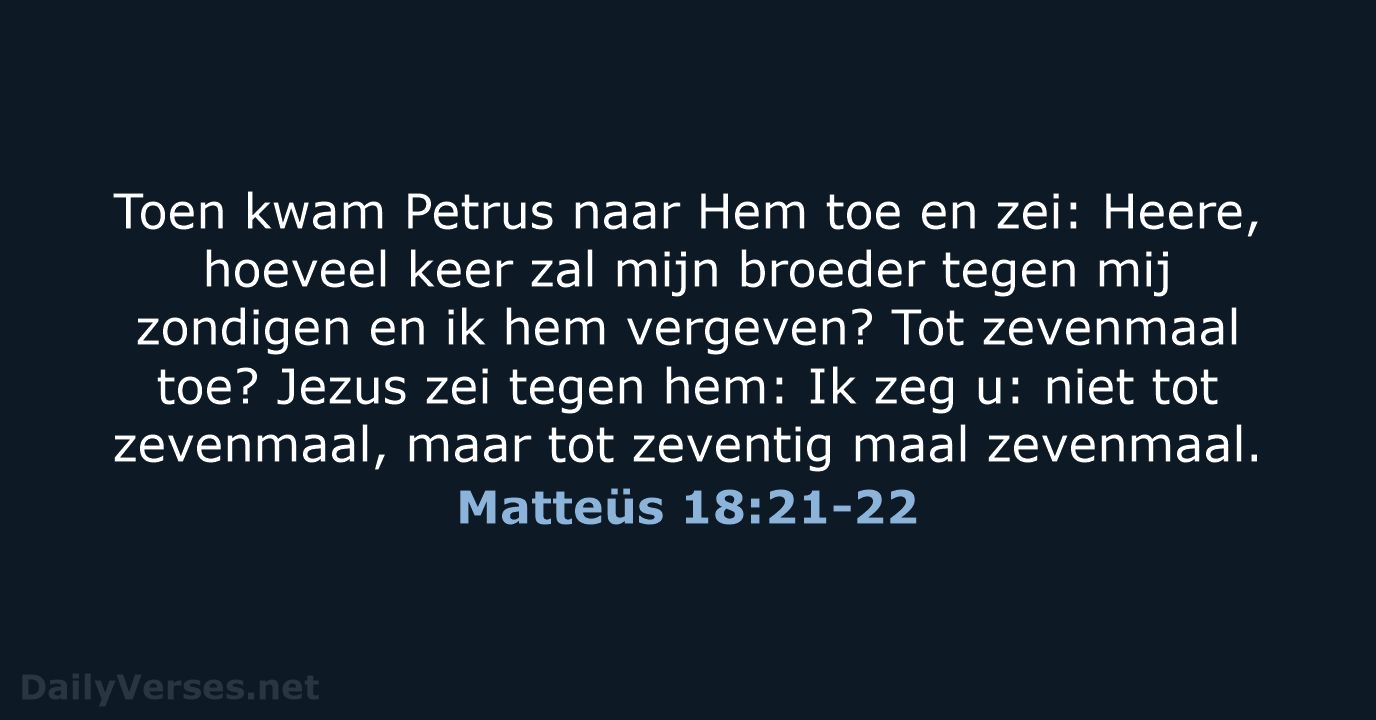 Toen kwam Petrus naar Hem toe en zei: Heere,
hoeveel keer zal mijn broeder tegen mij
zondigen en ik hem vergeven? Tot zevenmaal
toe? Jezus zei tegen hem: Ik zeg u: niet tot
zevenmaal, maar tot zeventig maal zevenmaal.
Matteüs 18:21-22
DailyVerses.net